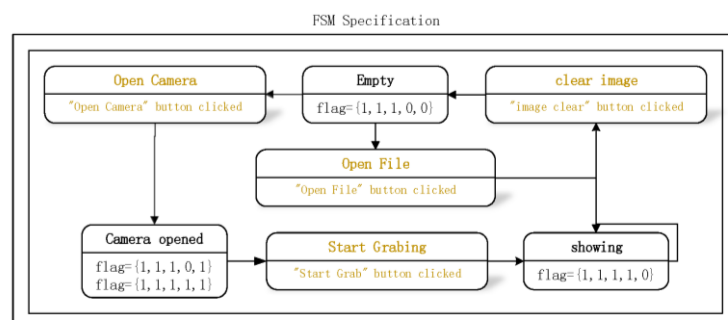 FSM Specification
Open Camera
"Open Camera" button clicked
Empty
flag={1,1,1,0,0}
clear image
"image clear" button clicked
Open File
"Open File" button clicked
Camera opened
flag={1,1,1,0,1}
flag={1,1,1,1,1}
Start Grabing
"Start Grab" button clicked
showing
flag={1,1,1,1,0}